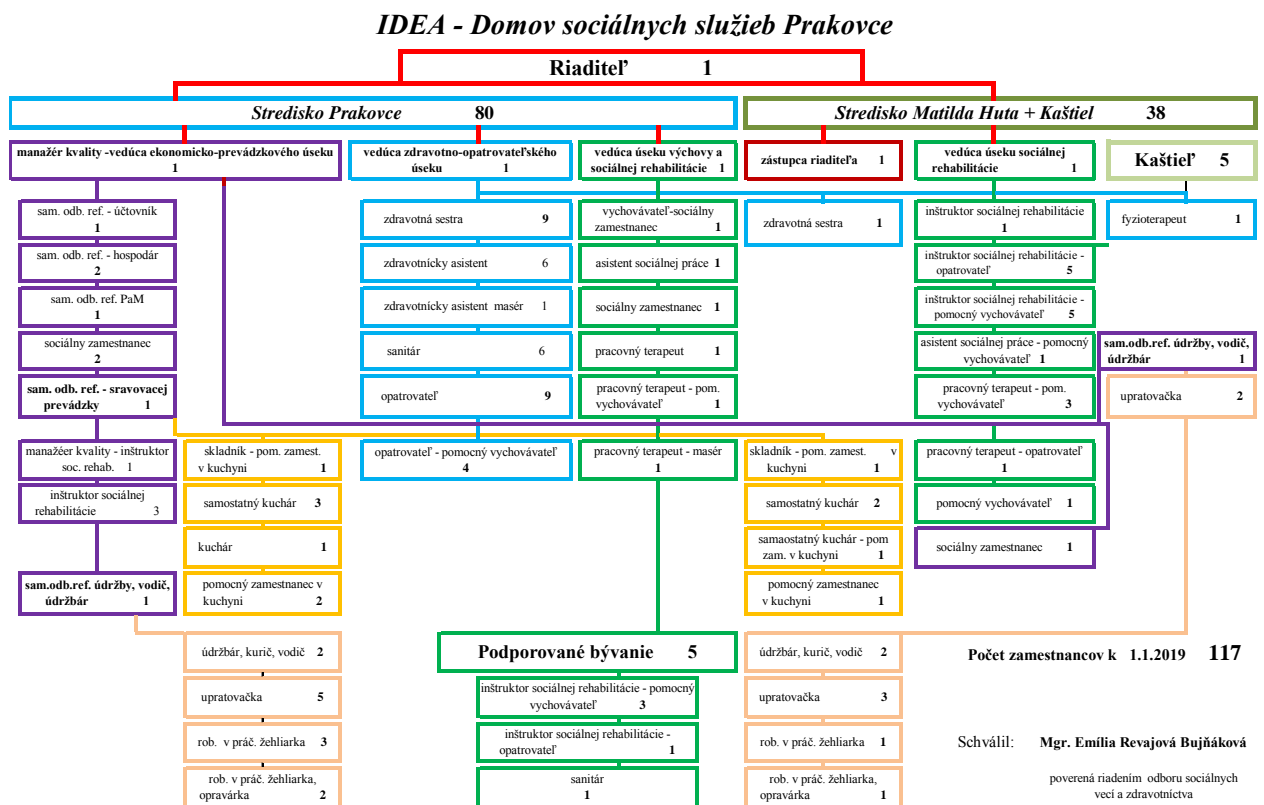 IDEA - Domov sociálnych služieb Prakovce
Riaditeľ 1
Stredisko Prakovce 80
Stredisko Matilda Huta + Kaštiel 38
manažér kvality -vedúca ekonomicko-prevádzkového úseku
1
vedúca zdravotno-opatrovateľského
úseku 1
vedúca úseku výchovy a
sociálnej rehabilitácie 1
zástupca riaditeľa 1
vedúca úseku sociálnej
rehabilitácie 1
Kaštieľ 5
sam. odb. ref. - účtovník
1
sam. odb. ref. - hospodár
2
sam. odb. ref. PaM
1
sociálny zamestnanec
2
sam. odb. ref. - sravovacej
prevádzky 1
manažéer kvality - inštruktor
soc. rehab. 1
inštruktor sociálnej
rehabilitácie 3
sam.odb.ref. údržby, vodič,
údržbár 1
skladník - pom. zamest.
v kuchyni 1
samostatný kuchár 3
kuchár 1
pomocný zamestnanec v
kuchyni 2
údržbár, kurič, vodič 2
upratovačka 5
rob. v práč. žehliarka 3
rob. v práč. žehliarka,
opravárka 2
zdravotná sestra 9
zdravotnícky asistent 6
zdravotnícky asistent masér 1
sanitár 6
opatrovateľ 9
opatrovateľ - pomocný vychovávateľ
4
vychovávateľ-sociálny
zamestnanec 1
asistent sociálnej práce 1
sociálny zamestnanec 1
pracovný terapeut 1
pracovný terapeut - pom.
vychovávateľ 1
pracovný terapeut - masér
1
Podporované bývanie 5
inštruktor sociálnej rehabilitácie - pomocný
vychovávateľ 3
inštruktor sociálnej rehabilitácie -
opatrovateľ 1
sanitár
1
zdravotná sestra 1
skladník - pom. zamest. v
kuchyni 1
samostatný kuchár 2
samaostatný kuchár - pom
zam. v kuchyni 1
pomocný zamestnanec
v kuchyni 1
údržbár, kurič, vodič 2
upratovačka 3
rob. v práč. žehliarka 1
rob. v práč. žehliarka,
opravárka 1
inštruktor sociálnej rehabilitácie
1
inštruktor sociálnej rehabilitácie -
opatrovateľ 5
inštruktor sociálnej rehabilitácie -
pomocný vychovávateľ 5
asistent sociálnej práce - pomocný
vychovávateľ 1
pracovný terapeut - pom.
vychovávateľ 3
pracovný terapeut - opatrovateľ
1
pomocný vychovávateľ 1
sociálny zamestnanec 1
fyzioterapeut 1
sam.odb.ref. údržby, vodič,
údržbár 1
upratovačka 2
Počet zamestnancov k 1.1.2019 117
Schválil: Mgr. Emília Revajová Bujňáková
poverená riadením odboru sociálnych
vecí a zdravotníctva